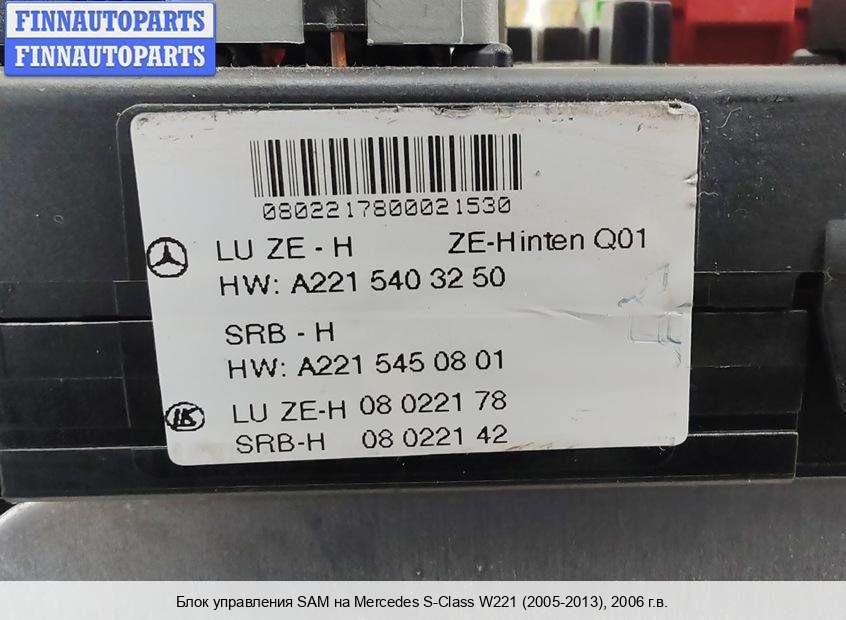 FINNAUTOPARTS
FINNAUTOPARTS
0802217800021530
LU ZE - H ZE-Hinten Q01
HW: A221 540 32 50
SRB - H
HW: A221 545 08 01
LK LU ZE-H 08 0221 78
SRB-H 08 0221 42
Блок управления SAM на Mercedes S-Class W221 (2005-2013), 2006 г.в.